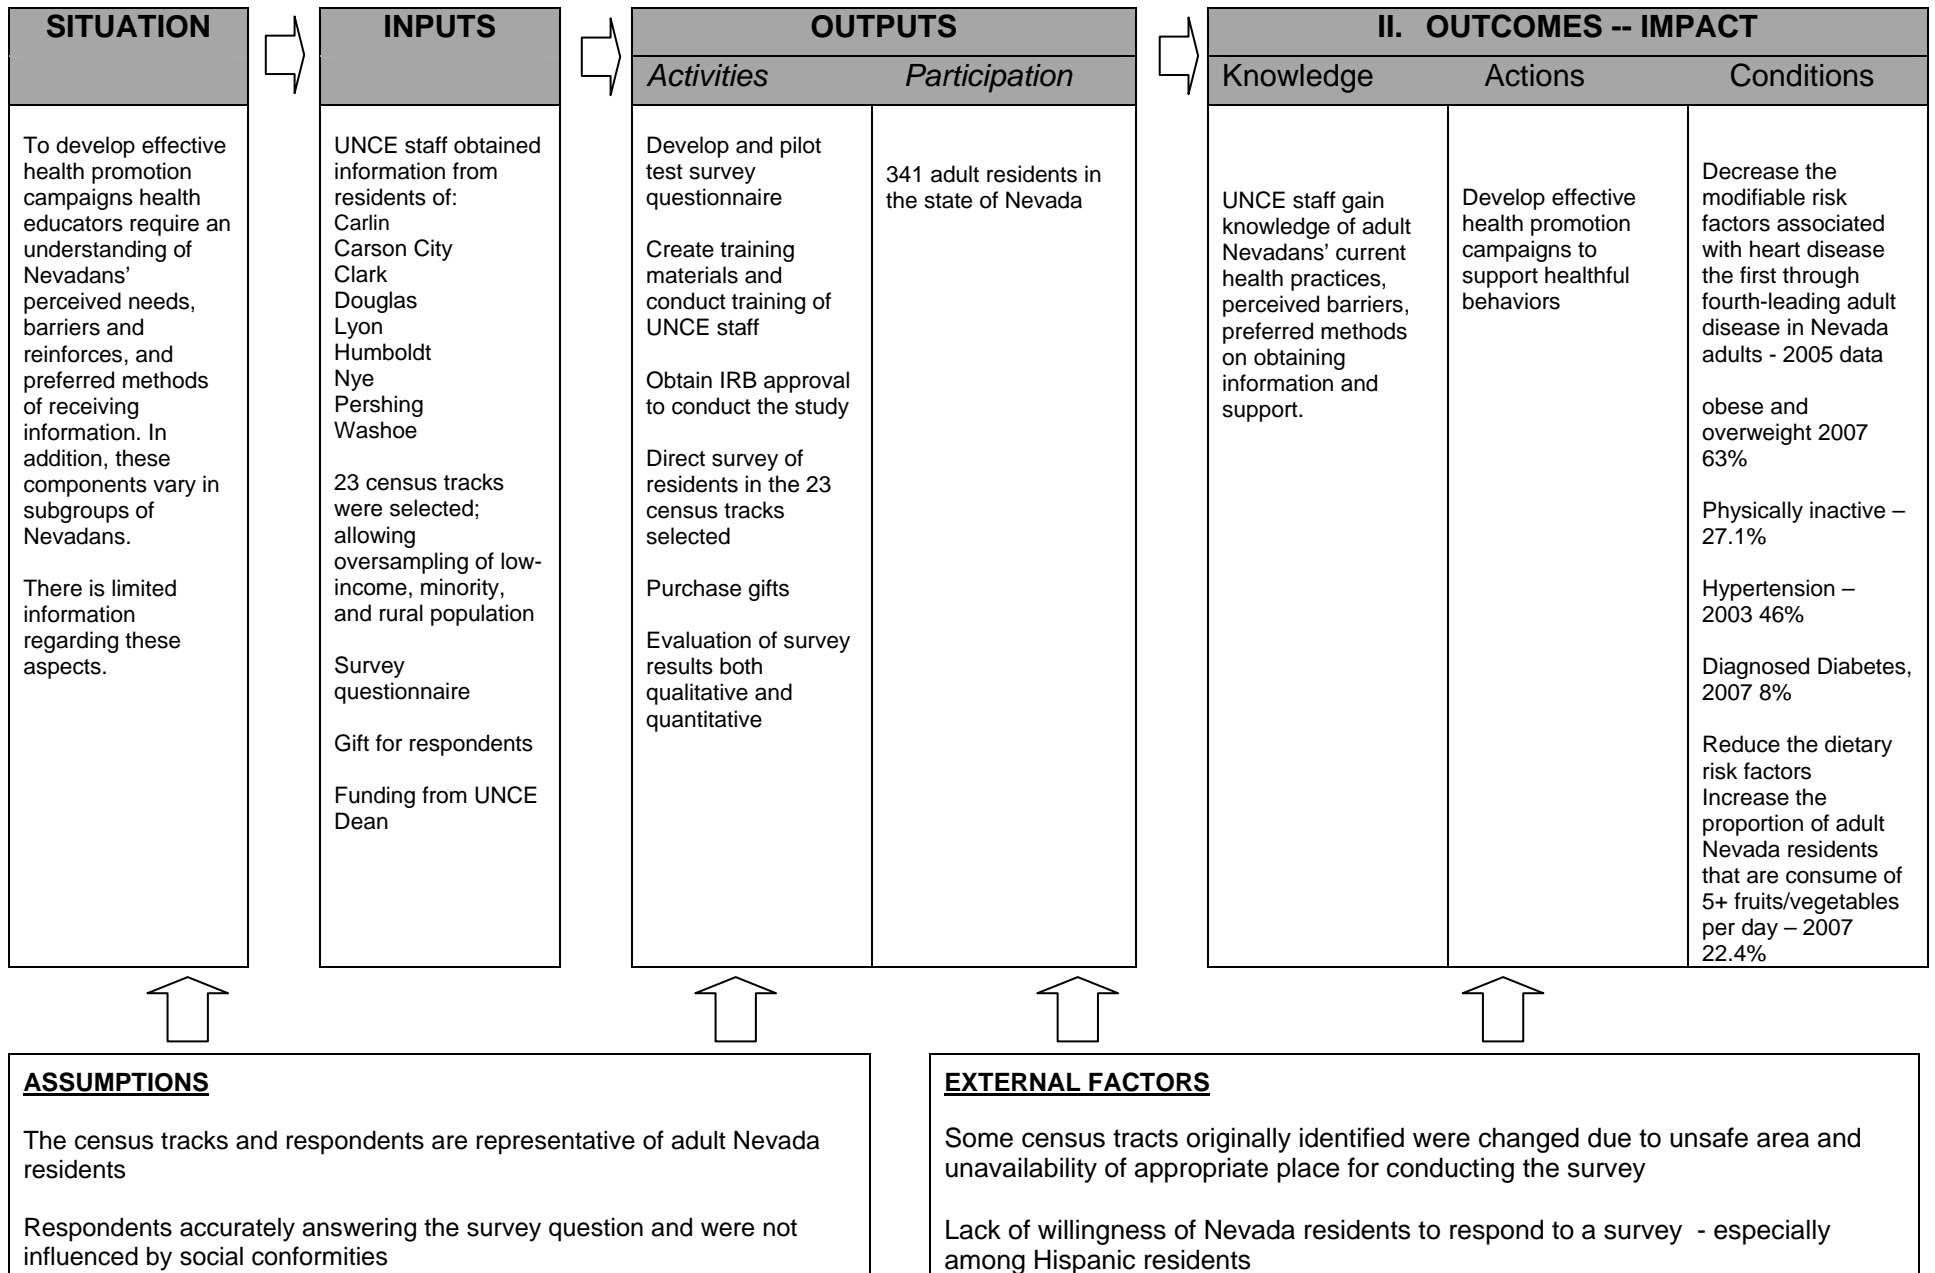 SITUATION
To develop effective
health promotion
campaigns health
educators require an
understanding of
Nevadans'
perceived needs,
barriers and
reinforces, and
preferred methods
of receiving
information. In
addition, these
components vary in
subgroups of
Nevadans.
There is limited
information
regarding these
aspects.
INPUTS
UNCE staff obtained
information from
residents of:
Carlin
Carson City
Clark
Douglas
Lyon
Humboldt
Nye
Pershing
Washoe
23 census tracks
were selected;
allowing
oversampling of low-
income, minority,
and rural population
Survey
questionnaire
Gift for respondents
Funding from UNCE
Dean
OUTPUTS
Activities
Develop and pilot
test survey
questionnaire
Create training
materials and
conduct training of
UNCE staff
Obtain IRB approval
to conduct the study
Direct survey of
residents in the 23
census tracks
selected
Purchase gifts
Evaluation of survey
results both
qualitative and
quantitative
Participation
341 adult residents in
the state of Nevada
II. OUTCOMES -- IMPACT
Knowledge
UNCE staff gain
knowledge of adult
Nevadans' current
health practices,
perceived barriers,
preferred methods
on obtaining
information and
support.
Actions
Develop effective
health promotion
campaigns to
support healthful
behaviors
Conditions
Decrease the
modifiable risk
factors associated
with heart disease
the first through
fourth-leading adult
disease in Nevada
adults - 2005 data
obese and
overweight 2007
63%
Physically inactive –
27.1%
Hypertension –
2003 46%
Diagnosed Diabetes,
2007 8%
Reduce the dietary
risk factors
Increase the
proportion of adult
Nevada residents
that are consume of
5+ fruits/vegetables
per day – 2007
22.4%
ASSUMPTIONS
The census tracks and respondents are representative of adult Nevada
residents
Respondents accurately answering the survey question and were not
influenced by social conformities
EXTERNAL FACTORS
Some census tracts originally identified were changed due to unsafe area and
unavailability of appropriate place for conducting the survey
Lack of willingness of Nevada residents to respond to a survey - especially
among Hispanic residents